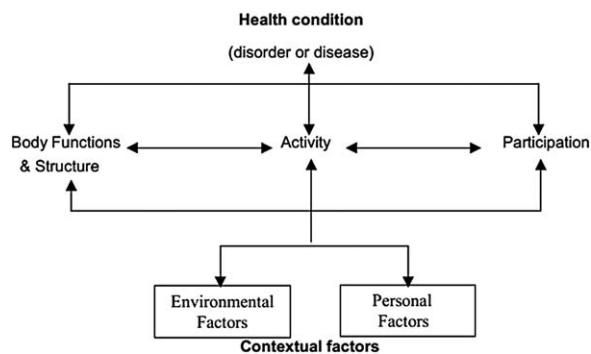 Health condition
(disorder or disease)
Body Functions
& Structure
Activity
Participation
Environmental
Factors
Personal
Factors
Contextual factors